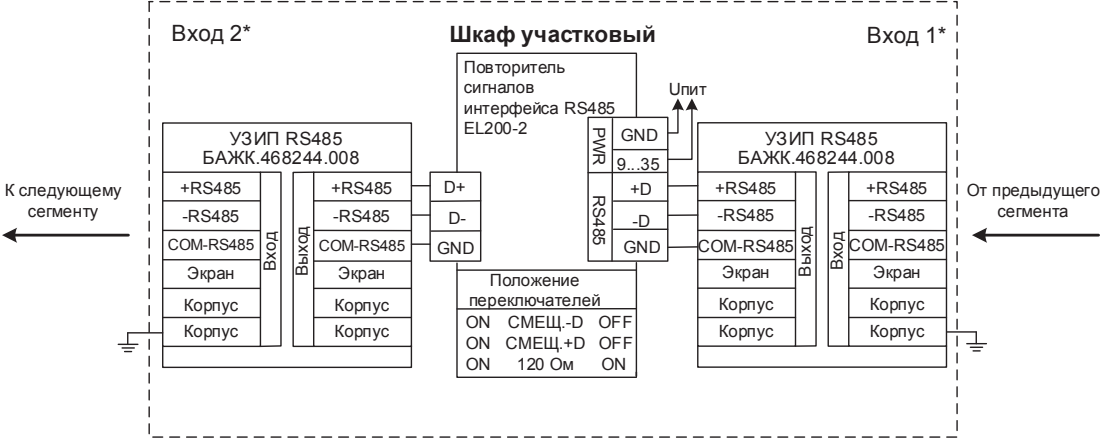 Вход 2*
Шкаф участковый
Вход 1*
Повторитель
сигналов
интерфейса RS485
EL200-2
Uпит
PWR
GND
9...35
RS485
+D
-D
GND
D+
D-
GND
Положение
переключателей
ON СМЕЩ.-D OFF
ON СМЕЩ.+D OFF
ON 120 Ом ON
К следующему
сегменту
УЗИП RS485
БАЖК.468244.008
+RS485
-RS485
COM-RS485
Экран
Корпус
Корпус
Вход
Выход
+RS485
-RS485
COM-RS485
Экран
Корпус
Корпус
УЗИП RS485
БАЖК.468244.008
+RS485
-RS485
COM-RS485
Экран
Корпус
Корпус
Выход
Вход
+RS485
-RS485
COM-RS485
Экран
Корпус
Корпус
От предыдущего
сегмента